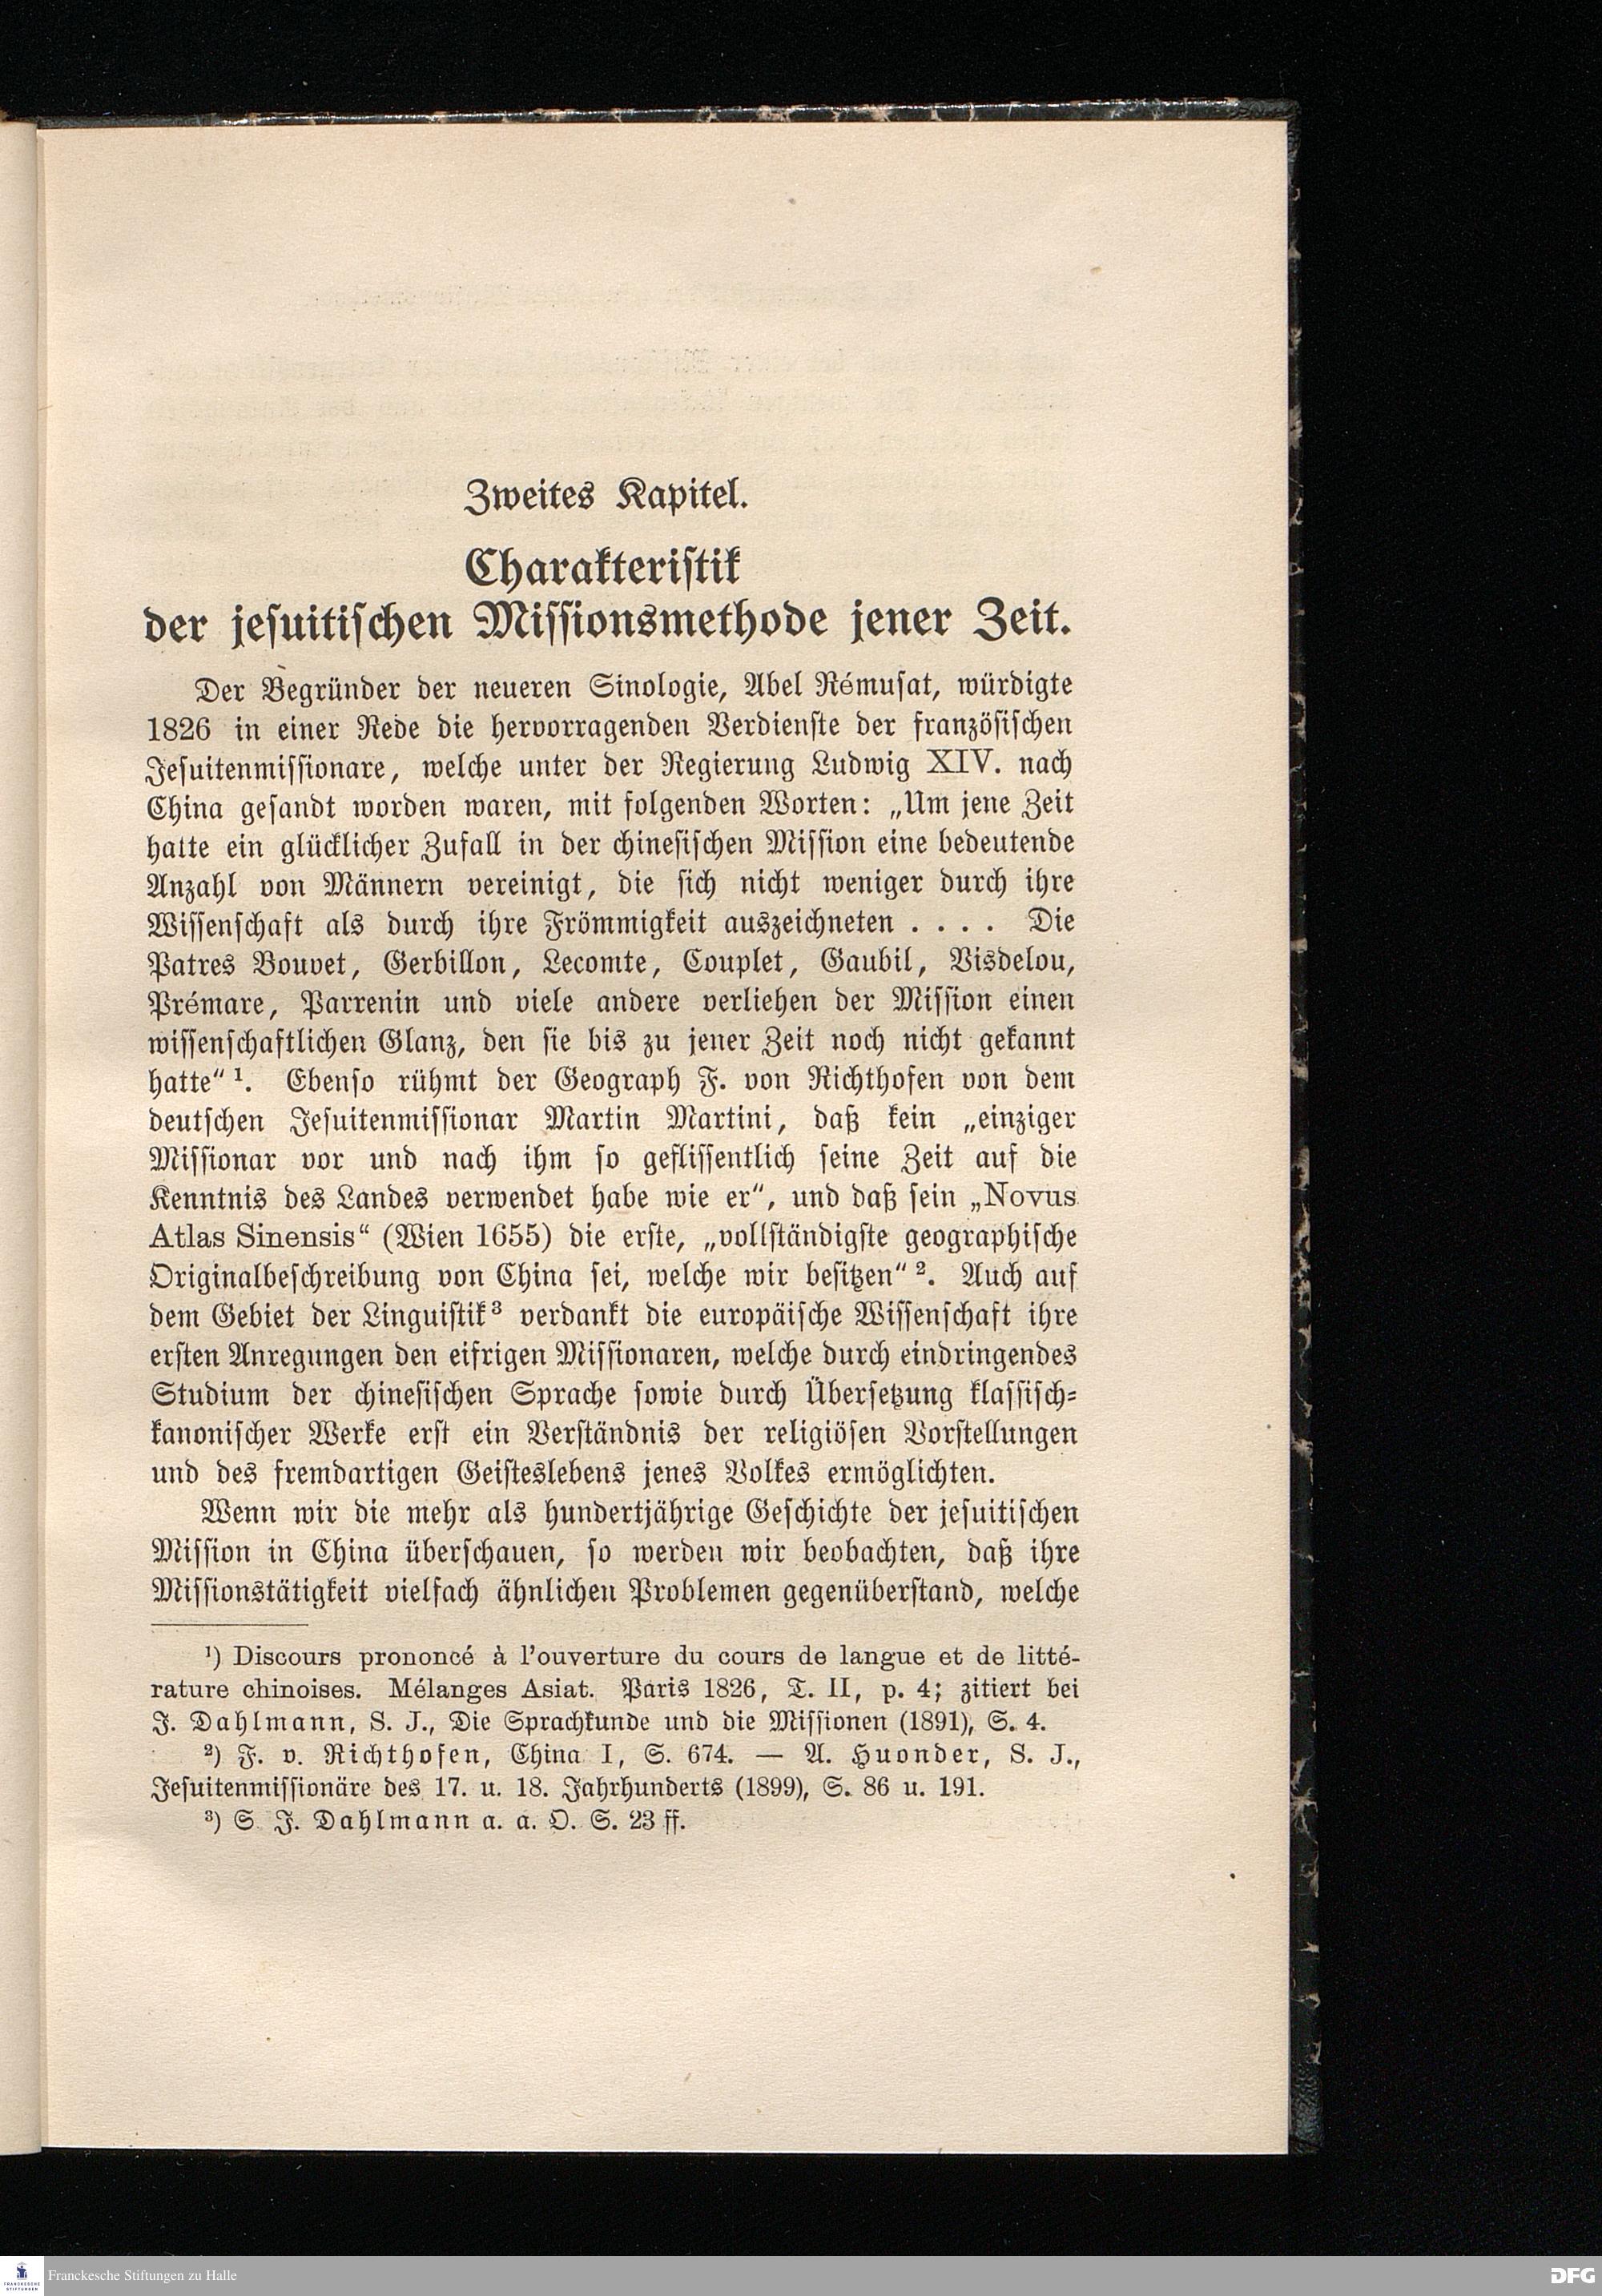 Zweites Kapitel.
Charakteristik
der jesuitischen Missionsmethode jener Zeit.
Der Begründer der neueren Sinologie, Abel Rémusat, würdigte
1826 in einer Rede die hervorragenden Verdienste der französischen
Jesuitenmissionare, welche unter der Regierung Ludwig XIV. nach
China gesandt worden waren, mit folgenden Worten: „Um jene Zeit
hatte ein glücklicher Zufall in der chinesischen Mission eine bedeutende
Anzahl von Männern vereinigt, die sich nicht weniger durch ihre
Wissenschaft als durch ihre Frömmigkeit auszeichneten . . . . Die
Patres Bouvet, Gerbillon, Lecomte, Couplet, Gaubil, Visdelou,
Prémare, Parrenin und viele andere verliehen der Mission einen
wissenschaftlichen Glanz, den sie bis zu jener Zeit noch nicht gekannt
hatte“ ¹. Ebenso rühmt der Geograph F. von Richthofen von dem
deutschen Jesuitenmissionar Martin Martini, daß kein „einziger
Missionar vor und nach ihm so geflissentlich seine Zeit auf die
Kenntnis des Landes verwendet habe wie er“, und daß sein „Novus
Atlas Sinensis“ (Wien 1655) die erste, „vollständigste geographische
Originalbeschreibung von China sei, welche wir besitzen“ ². Auch auf
dem Gebiet der Linguistik³ verdankt die europäische Wissenschaft ihre
ersten Anregungen den eifrigen Missionaren, welche durch eindringendes
Studium der chinesischen Sprache sowie durch Übersetzung klassisch-
kanonischer Werke erst ein Verständnis der religiösen Vorstellungen
und des fremdartigen Geisteslebens jenes Volkes ermöglichten.
Wenn wir die mehr als hundertjährige Geschichte der jesuitischen
Mission in China überschauen, so werden wir beobachten, daß ihre
Missionstätigkeit vielfach ähnlichen Problemen gegenüberstand, welche
¹) Discours prononcé à l'ouverture du cours de langue et de litté-
rature chinoises. Mélanges Asiat. Paris 1826, T. II, p. 4; zitiert bei
J. Dahlmann, S. J., Die Sprachkunde und die Missionen (1891), S. 4.
²) F. v. Richthofen, China I, S. 674. — A. Huonder, S. J.,
Jesuitenmissionäre des 17. u. 18. Jahrhunderts (1899), S. 86 u. 191.
³) S J. Dahlmann a. a. O. S. 23 ff.
FRANCKESCHE STIFTUNGEN
Franckesche Stiftungen zu Halle
DFG